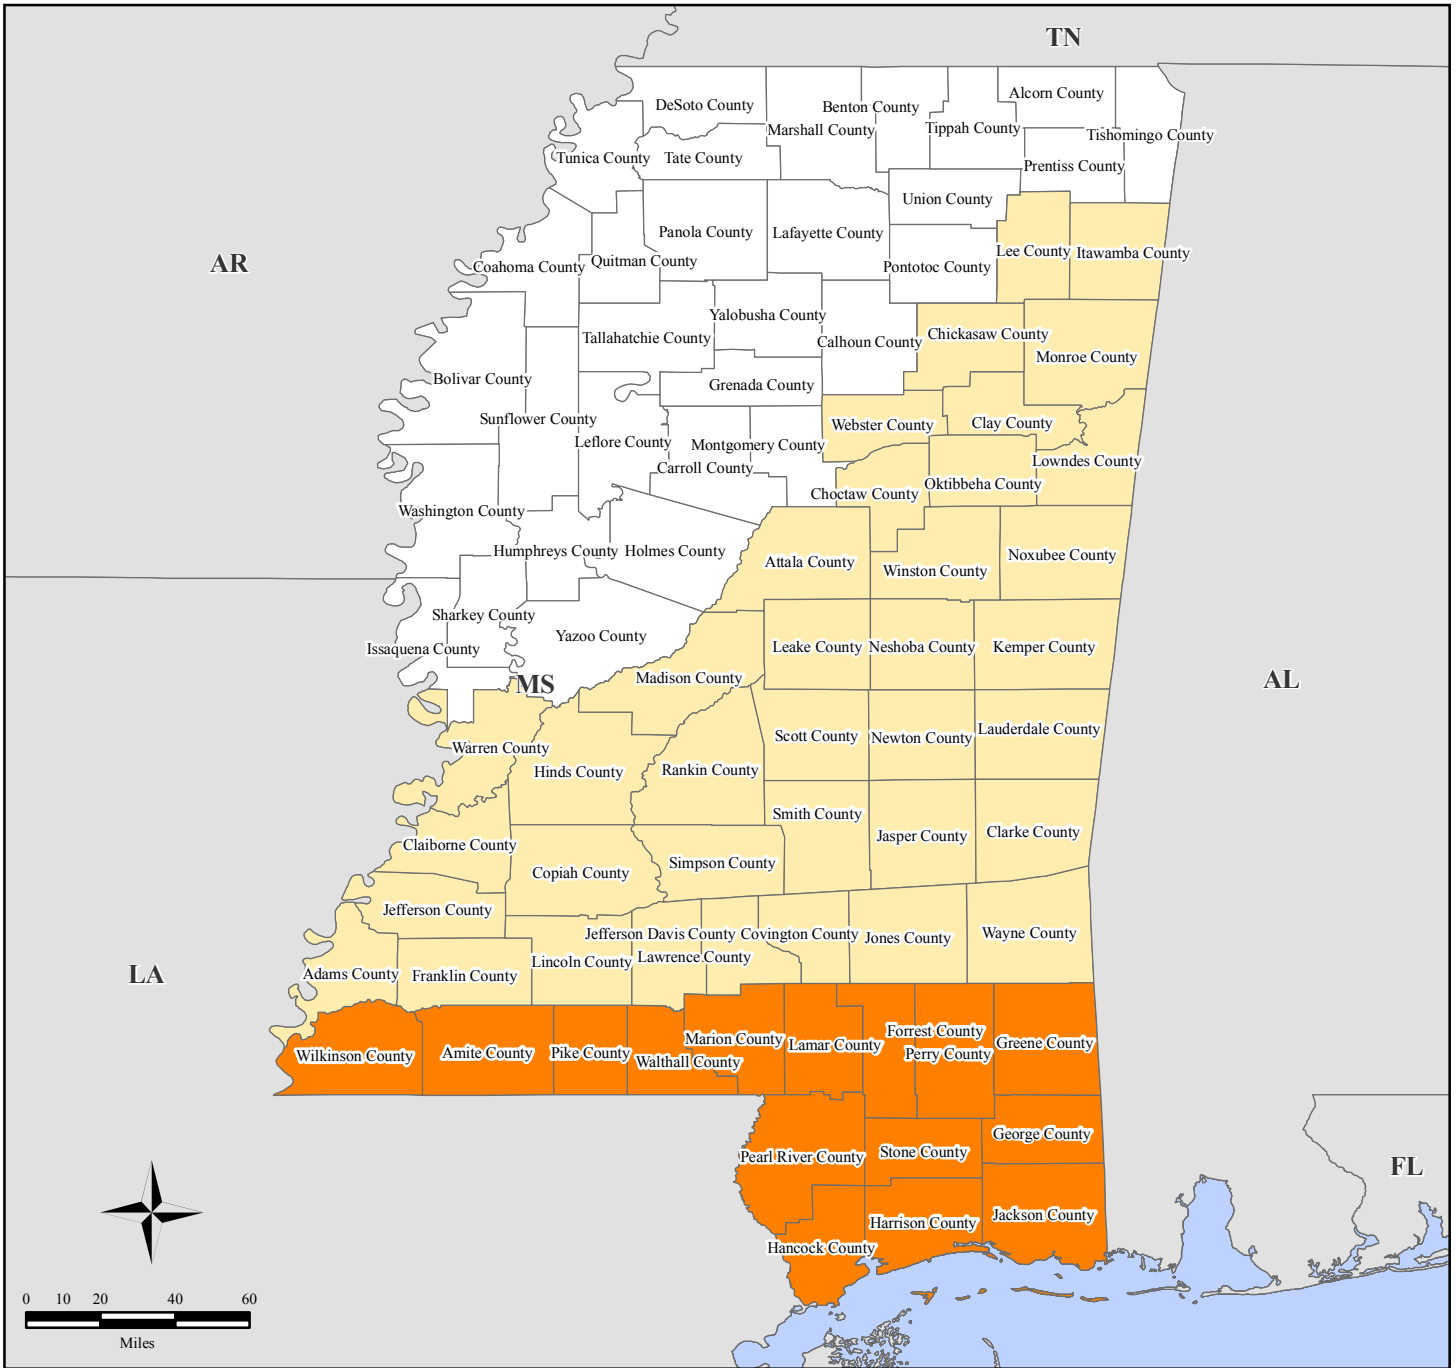 TN
DeSoto County
Marshall County
Benton County
Tippah County
Alcorn County
Tishomingo County
Prentiss County
Tunica County
Tate County
Union County
Panola County
Lafayette County
Pontotoc County
Lee County
Itawamba County
AR
Coahoma County
Quitman County
Yalobusha County
Tallahatchie County
Calhoun County
Chickasaw County
Monroe County
Bolivar County
Grenada County
Sunflower County
Leflore County
Montgomery County
Carroll County
Webster County
Clay County
Lowndes County
Choctaw County
Oktibbeha County
Washington County
Humphreys County
Holmes County
Attala County
Winston County
Noxubee County
Sharkey County
Issaquena County
Yazoo County
Leake County
Neshoba County
Kemper County
MS
Madison County
AL
Warren County
Hinds County
Rankin County
Scott County
Newton County
Lauderdale County
Smith County
Jasper County
Clarke County
Claiborne County
Copiah County
Simpson County
Jefferson County
Jefferson Davis County
Covington County
Jones County
Wayne County
LA
Adams County
Franklin County
Lincoln County
Lawrence County
Wilkinson County
Amite County
Pike County
Walthall County
Marion County
Lamar County
Forrest County
Perry County
Greene County
Pearl River County
Stone County
George County
FL
Hancock County
Harrison County
Jackson County
0 10 20 40 60
Miles